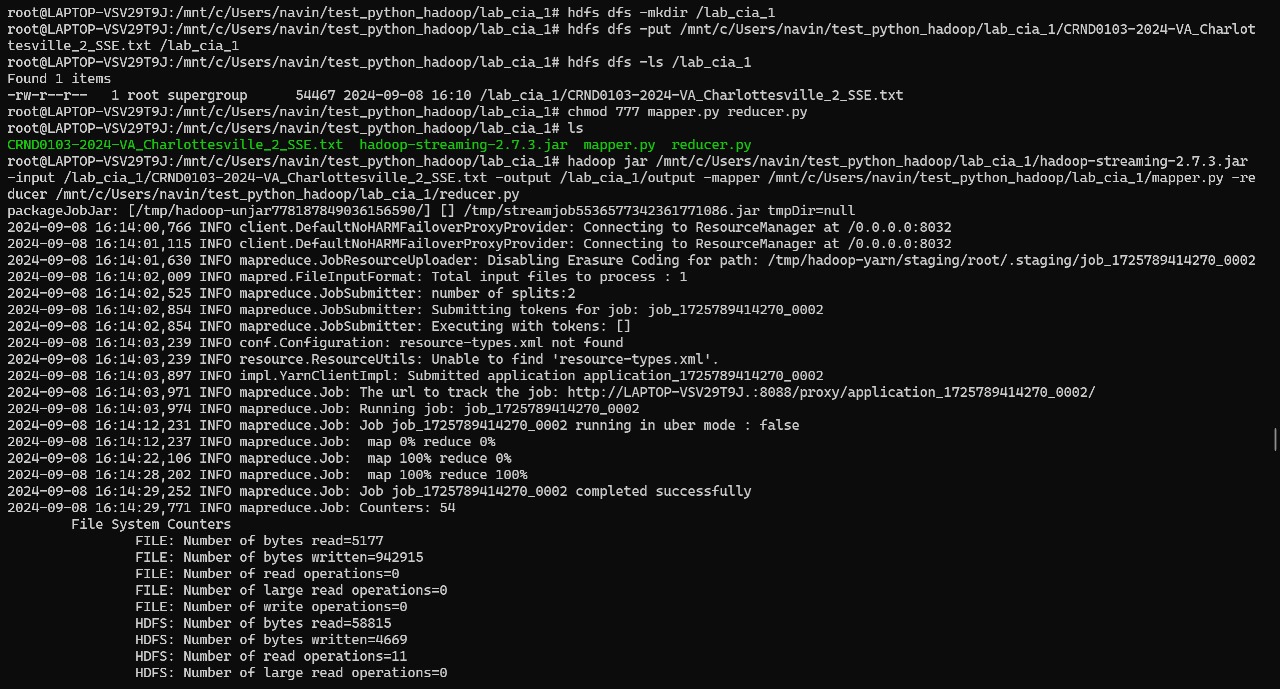 root@LAPTOP-VSV29T9J:/mnt/c/Users/navin/test_python_hadoop/lab_cia_1# hdfs dfs -mkdir /lab_cia_1
root@LAPTOP-VSV29T9J:/mnt/c/Users/navin/test_python_hadoop/lab_cia_1# hdfs dfs -put /mnt/c/Users/navin/test_python_hadoop/lab_cia_1/CRND0103-2024-VA_Charlot
tesville_2_SSE.txt /lab_cia_1
root@LAPTOP-VSV29T9J:/mnt/c/Users/navin/test_python_hadoop/lab_cia_1# hdfs dfs -ls /lab_cia_1
Found 1 items
-rw-r--r--   1 root supergroup      54467 2024-09-08 16:10 /lab_cia_1/CRND0103-2024-VA_Charlottesville_2_SSE.txt
root@LAPTOP-VSV29T9J:/mnt/c/Users/navin/test_python_hadoop/lab_cia_1# chmod 777 mapper.py reducer.py
root@LAPTOP-VSV29T9J:/mnt/c/Users/navin/test_python_hadoop/lab_cia_1# ls
CRND0103-2024-VA_Charlottesville_2_SSE.txt  hadoop-streaming-2.7.3.jar  mapper.py  reducer.py
root@LAPTOP-VSV29T9J:/mnt/c/Users/navin/test_python_hadoop/lab_cia_1# hadoop jar /mnt/c/Users/navin/test_python_hadoop/lab_cia_1/hadoop-streaming-2.7.3.jar
-input /lab_cia_1/CRND0103-2024-VA_Charlottesville_2_SSE.txt -output /lab_cia_1/output -mapper /mnt/c/Users/navin/test_python_hadoop/lab_cia_1/mapper.py -re
ducer /mnt/c/Users/navin/test_python_hadoop/lab_cia_1/reducer.py
packageJobJar: [/tmp/hadoop-unjar7781878490361565​90/] [] /tmp/streamjob5536577342361771086.jar tmpDir=null
2024-09-08 16:14:00,766 INFO client.DefaultNoHARMFailoverProxyProvider: Connecting to ResourceManager at /0.0.0.0:8032
2024-09-08 16:14:01,115 INFO client.DefaultNoHARMFailoverProxyProvider: Connecting to ResourceManager at /0.0.0.0:8032
2024-09-08 16:14:01,630 INFO mapreduce.JobResourceUploader: Disabling Erasure Coding for path: /tmp/hadoop-yarn/staging/root/.staging/job_1725789414270_0002
2024-09-08 16:14:02,009 INFO mapred.FileInputFormat: Total input files to process : 1
2024-09-08 16:14:02,525 INFO mapreduce.JobSubmitter: number of splits:2
2024-09-08 16:14:02,854 INFO mapreduce.JobSubmitter: Submitting tokens for job: job_1725789414270_0002
2024-09-08 16:14:02,854 INFO mapreduce.JobSubmitter: Executing with tokens: []
2024-09-08 16:14:03,239 INFO conf.Configuration: resource-types.xml not found
2024-09-08 16:14:03,239 INFO resource.ResourceUtils: Unable to find 'resource-types.xml'.
2024-09-08 16:14:03,897 INFO impl.YarnClientImpl: Submitted application application_1725789414270_0002
2024-09-08 16:14:03,971 INFO mapreduce.Job: The url to track the job: http://LAPTOP-VSV29T9J.:8088/proxy/application_1725789414270_0002/
2024-09-08 16:14:03,974 INFO mapreduce.Job: Running job: job_1725789414270_0002
2024-09-08 16:14:12,231 INFO mapreduce.Job: Job job_1725789414270_0002 running in uber mode : false
2024-09-08 16:14:12,237 INFO mapreduce.Job:  map 0% reduce 0%
2024-09-08 16:14:22,106 INFO mapreduce.Job:  map 100% reduce 0%
2024-09-08 16:14:28,202 INFO mapreduce.Job:  map 100% reduce 100%
2024-09-08 16:14:29,252 INFO mapreduce.Job: Job job_1725789414270_0002 completed successfully
2024-09-08 16:14:29,771 INFO mapreduce.Job: Counters: 54
        File System Counters
                FILE: Number of bytes read=5177
                FILE: Number of bytes written=942915
                FILE: Number of read operations=0
                FILE: Number of large read operations=0
                FILE: Number of write operations=0
                HDFS: Number of bytes read=58815
                HDFS: Number of bytes written=4669
                HDFS: Number of read operations=11
                HDFS: Number of large read operations=0